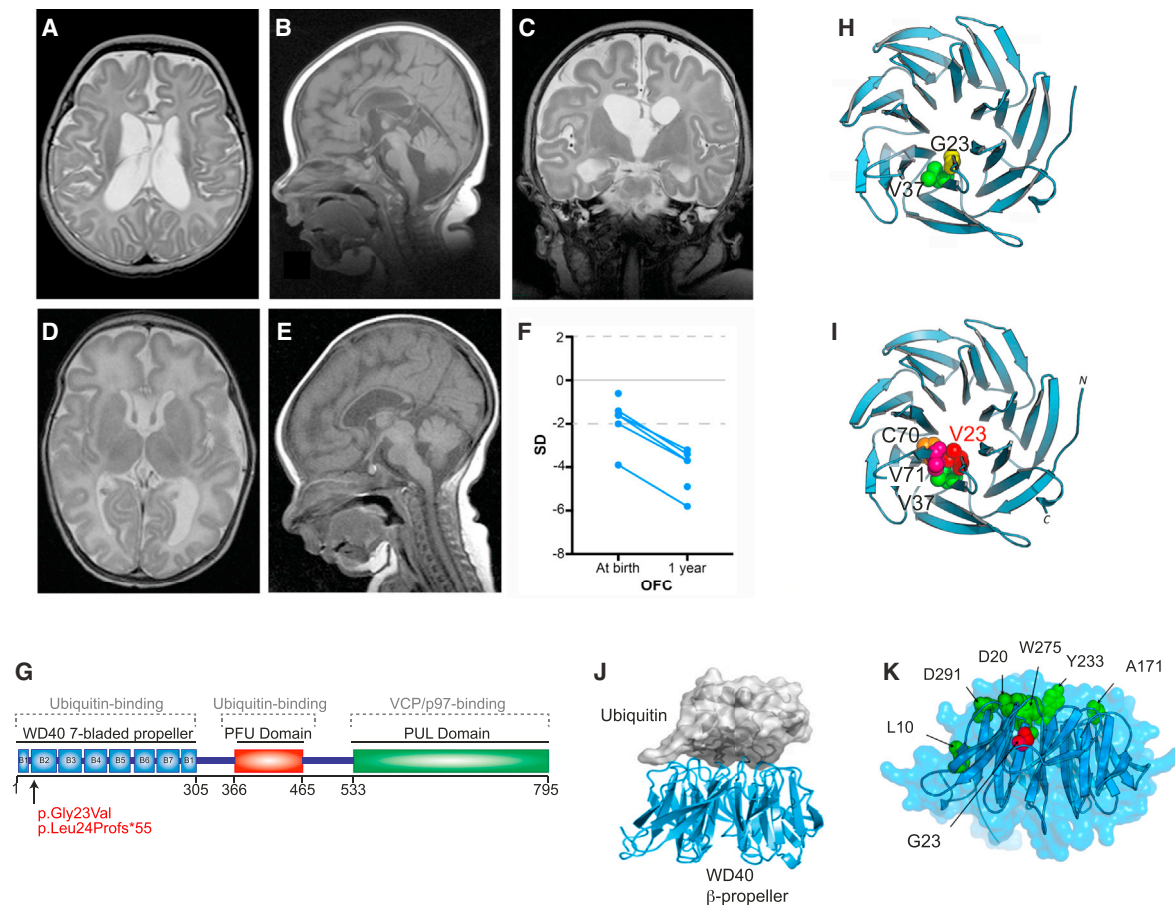 A
B
C
D
E
F
2
0
-2
-4
-6
-8
SD
At birth
1 year
OFC
G
Ubiquitin-binding
Ubiquitin-binding
VCP/p97-binding
WD40 7-bladed propeller
PFU Domain
PUL Domain
B1
B2
B3
B4
B5
B6
B7
B1
1
305
366
465
533
795
p.Gly23Val
p.Leu24Profs*55
H
G23
V37
I
N
C70
V23
V71
V37
C
J
Ubiquitin
WD40
β-propeller
K
W275
D20
Y233
D291
A171
L10
G23